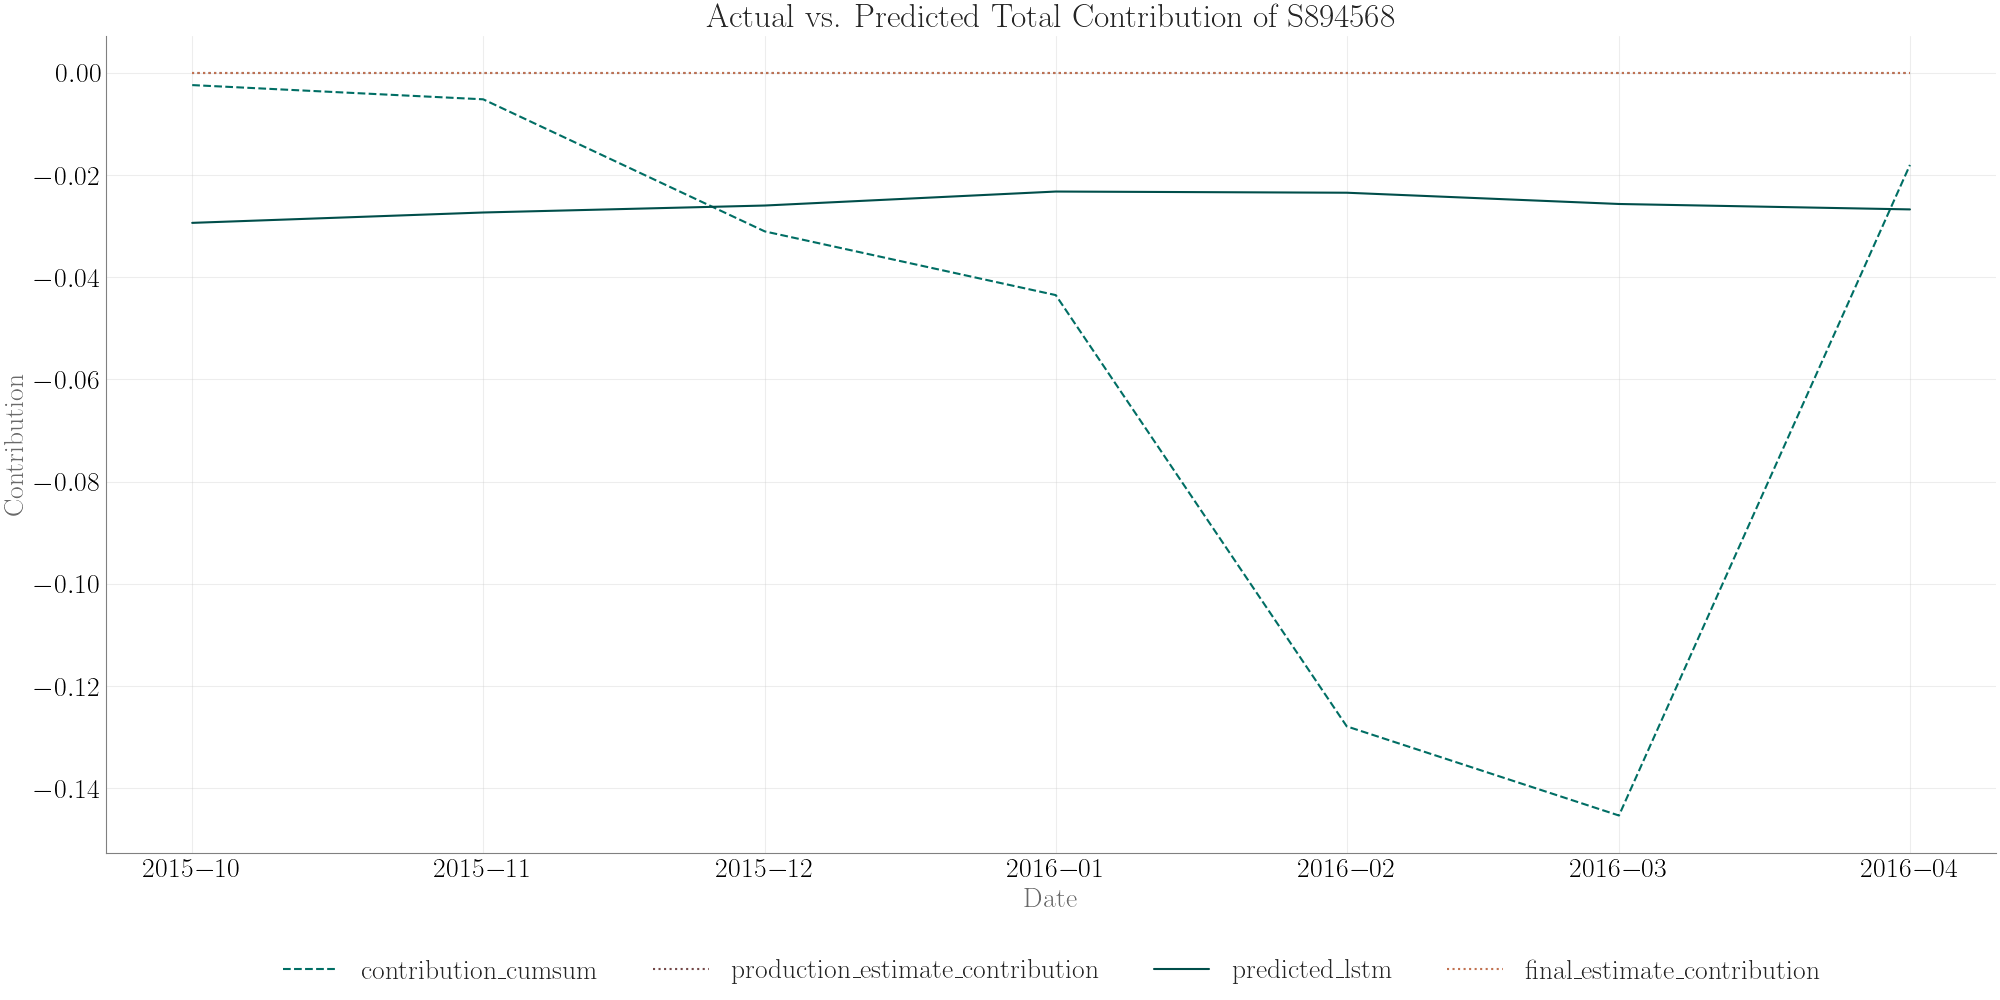 Actual vs. Predicted Total Contribution of S894568
0.00
−0.02
−0.04
−0.06
−0.08
−0.10
−0.12
−0.14
Contribution
2015−10 2015−11 2015−12 2016−01 2016−02 2016−03 2016−04
Date
contribution_cumsum production_estimate_contribution predicted_lstm final_estimate_contribution